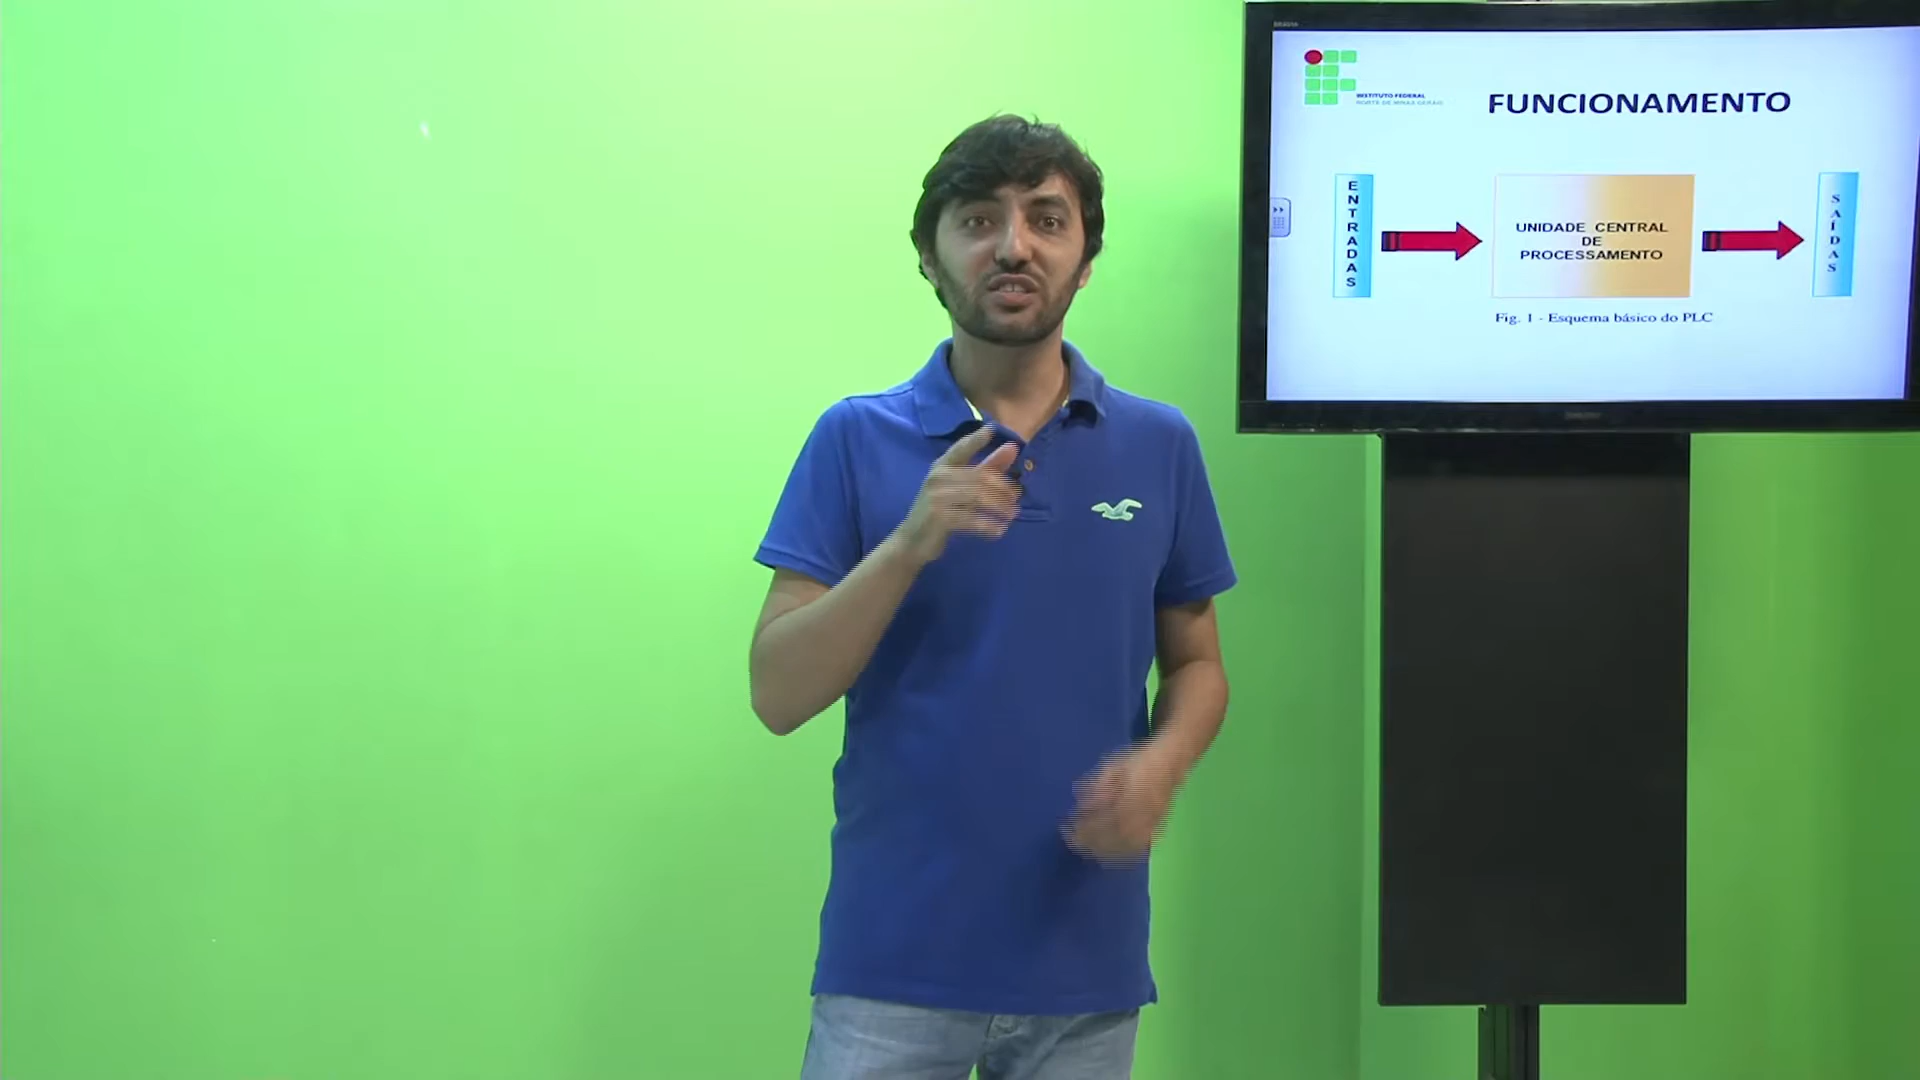 INSTITUTO FEDERAL
NORTE DE MINAS GERAIS
FUNCIONAMENTO
ENTRADAS
UNIDADE CENTRAL
DE
PROCESSAMENTO
SAÍDAS
Fig. 1 - Esquema básico do PLC